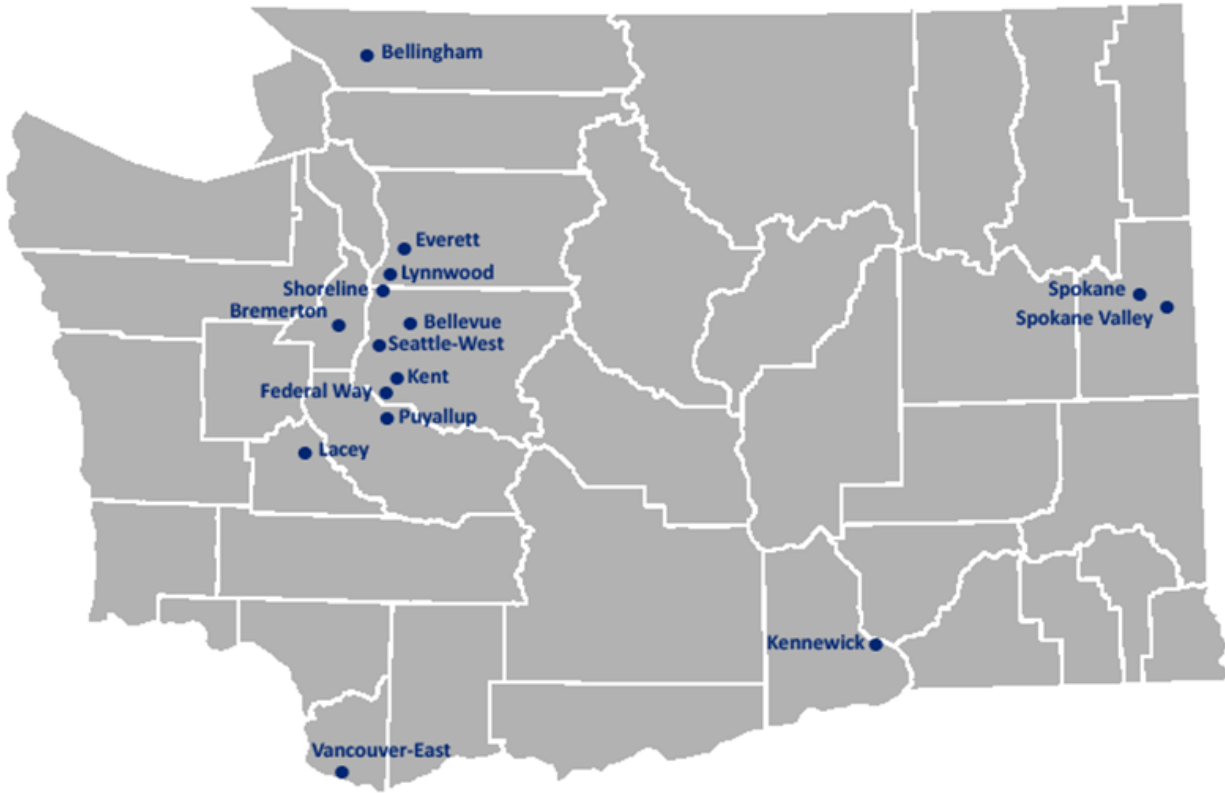 Bellingham
Everett
Lynnwood
Shoreline
Bremerton
Bellevue
Seattle-West
Kent
Federal Way
Puyallup
Lacey
Spokane
Spokane Valley
Kennewick
Vancouver-East